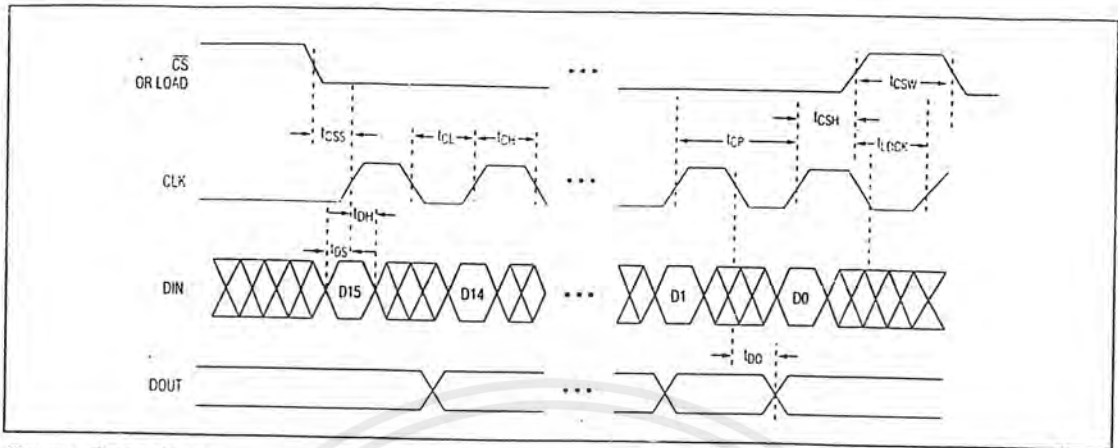 CS
OR LOAD
tCSS
tCL
tCH
tCP
tCSH
tCSW
tLDCK
CLK
tDH
tDS
DIN
D15
D14
D1
D0
tDO
DOUT